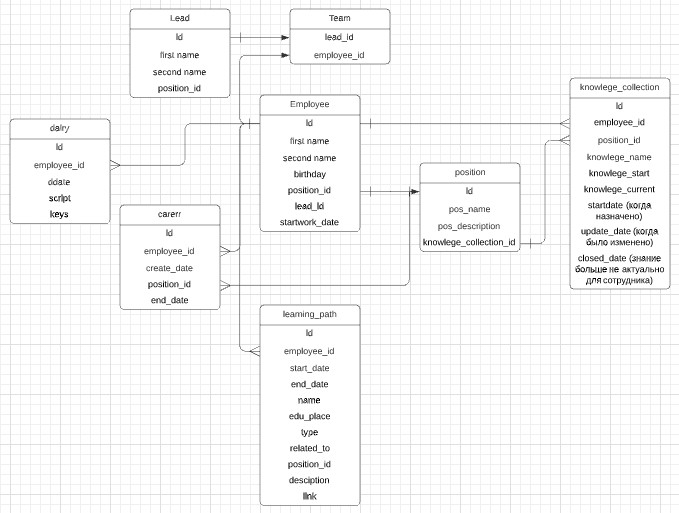 Lead
Id
first name
second name
position_id
Team
lead_id
employee_id
Employee
Id
first name
second name
birthday
position_id
lead_Id
startwork_date
knowlege_collection
Id
employee_id
position_id
knowlege_name
knowlege_start
knowlege_current
startdate (когда
назначено)
update_date (когда
было изменено)
closed_date (знание
больше не актуально
для сотрудника)
dairy
Id
employee_id
ddate
script
keys
position
Id
pos_name
pos_description
knowlege_collection_id
carerr
Id
employee_id
create_date
position_id
end_date
learning_path
Id
employee_id
start_date
end_date
name
edu_place
type
related_to
position_id
desciption
link